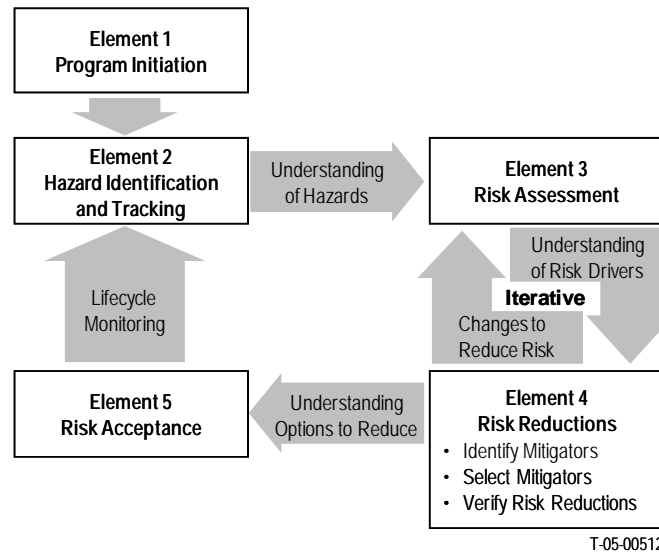 Element 1
Program Initiation
Element 2
Hazard Identification
and Tracking
Understanding
of Hazards
Element 3
Risk Assessment
Understanding
of Risk Drivers
Iterative
Changes to
Reduce Risk
Lifecycle
Monitoring
Element 5
Risk Acceptance
Understanding
Options to Reduce
Element 4
Risk Reductions
• Identify Mitigators
• Select Mitigators
• Verify Risk Reductions
T-05-00512